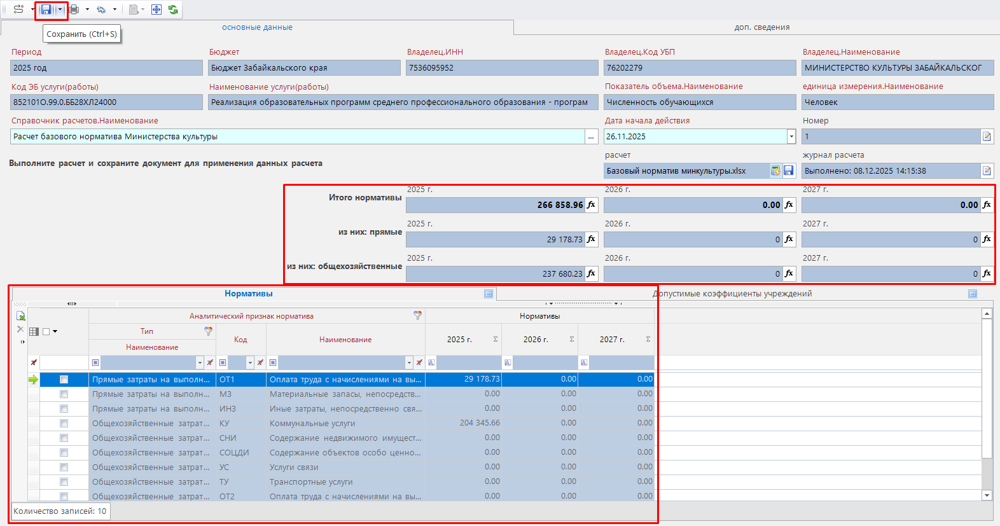 Сохранить (Ctrl+S)
основные данные
доп. сведения
Период
Бюджет
Владелец.ИНН
Владелец.Код УБП
Владелец.Наименование
2025 год
Бюджет Забайкальского края
7536095952
76202279
МИНИСТЕРСТВО КУЛЬТУРЫ ЗАБАЙКАЛЬСКОГ
Код ЭБ услуги(работы)
Наименование услуги(работы)
Показатель объема.Наименование
единица измерения.Наименование
852101О.99.0.ББ28ХЛ24000
Реализация образовательных программ среднего профессионального образования - програм
Численность обучающихся
Человек
Справочник расчетов.Наименование
Дата начала действия
Номер
Расчет базового норматива Министерства культуры
...
26.11.2025
1
расчет
журнал расчета
Выполните расчет и сохраните документ для применения данных расчета
Базовый норматив минкультуры.xlsx
Выполнено: 08.12.2025 14:15:38
2025 г.
2026 г.
2027 г.
Итого нормативы
266 858.96 fx
0.00 fx
0.00 fx
2025 г.
2026 г.
2027 г.
из них: прямые
29 178.73 fx
0 fx
0 fx
2025 г.
2026 г.
2027 г.
из них: общехозяйственные
237 680.23 fx
0 fx
0 fx
Нормативы
Допустимые коэффициенты учреждений
Аналитический признак норматива
Нормативы
Тип
Код
Наименование
2025 г. Σ
2026 г. Σ
2027 г. Σ
Наименование
Прямые затраты на выполн... ОТ1 Оплата труда с начислениями на вы... 29 178.73 0.00 0.00
Прямые затраты на выполн... МЗ Материальные запасы, непосредств... 0.00 0.00 0.00
Прямые затраты на выполн... ИНЗ Иные затраты, непосредственно свя... 0.00 0.00 0.00
Общехозяйственные затрат... КУ Коммунальные услуги 204 345.66 0.00 0.00
Общехозяйственные затрат... СНИ Содержание недвижимого имущест... 0.00 0.00 0.00
Общехозяйственные затрат... СОЦДИ Содержание объектов особо ценно... 0.00 0.00 0.00
Общехозяйственные затрат... УС Услуги связи 0.00 0.00 0.00
Общехозяйственные затрат... ТУ Транспортные услуги 0.00 0.00 0.00
Общехозяйственные затрат... ОТ2 Оплата труда с начислениями на вы... 0.00 0.00 0.00
Количество записей: 10